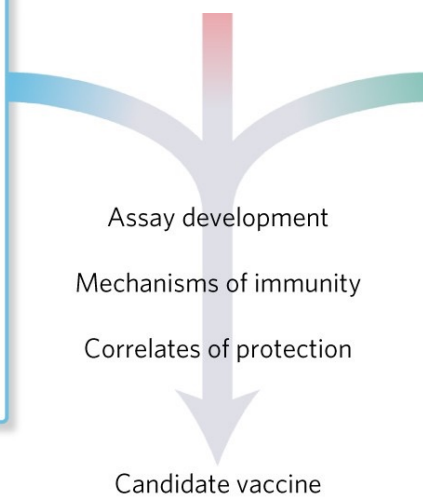 Assay development
Mechanisms of immunity
Correlates of protection
Candidate vaccine